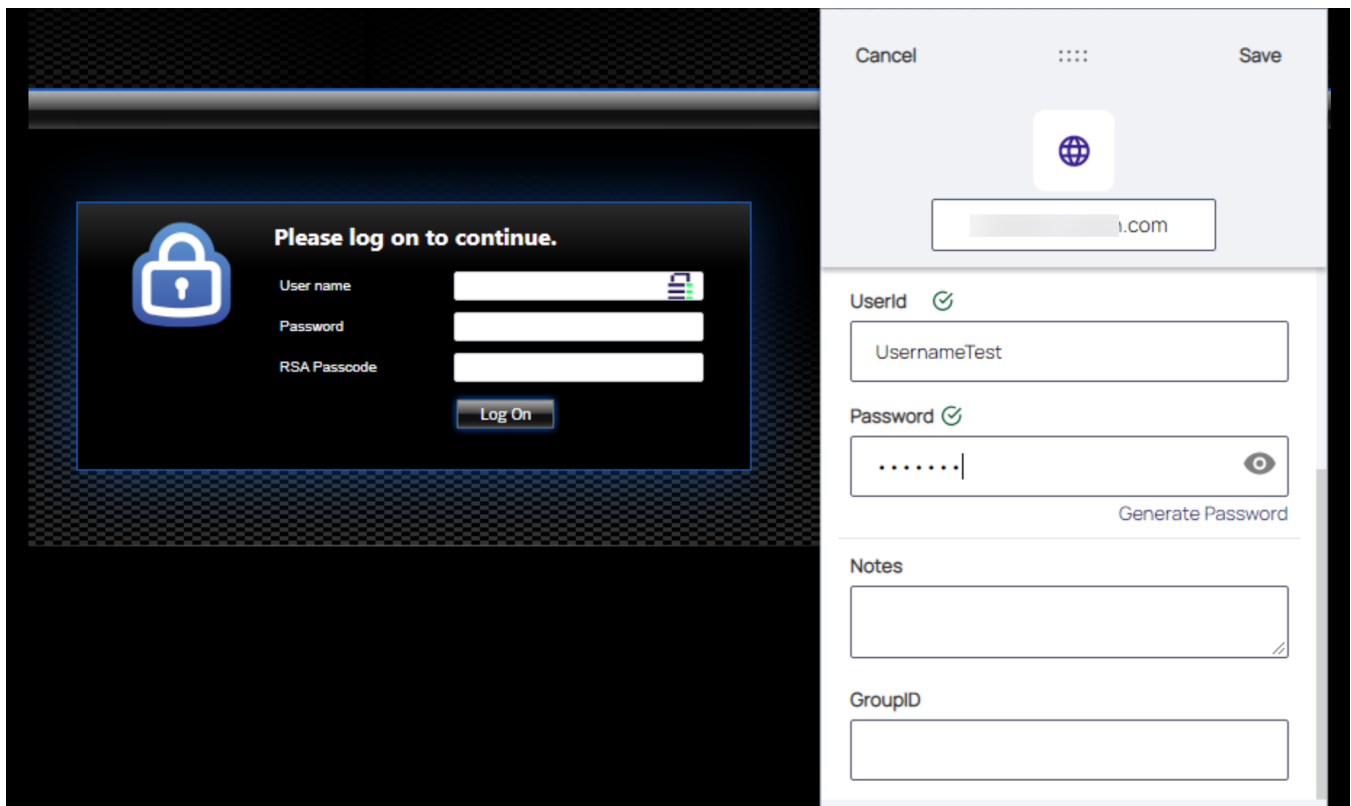 Please log on to continue.
User name
Password
RSA Passcode
Log On
Cancel
Save
.com
UserId
UsernameTest
Password
Generate Password
Notes
GroupID